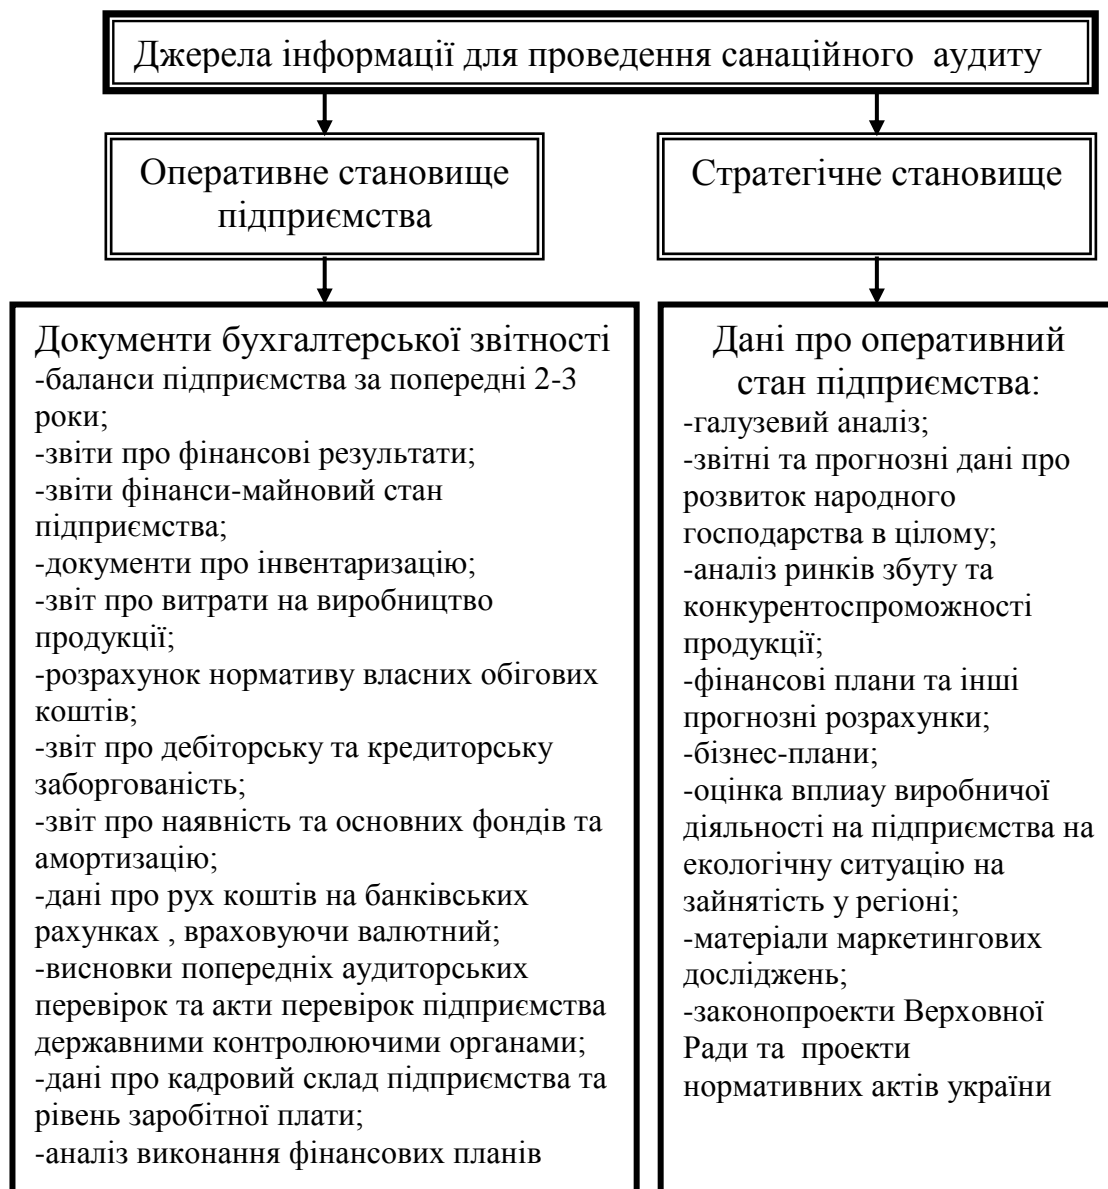 Джерела інформації для проведення санаційного аудиту
Оперативне становище
підприємства
Стратегічне становище
Документи бухгалтерської звітності
-баланси підприємства за попередні 2-3
роки;
-звіти про фінансові результати;
-звіти фінанси-майновий стан
підприємства;
-документи про інвентаризацію;
-звіт про витрати на виробництво
продукції;
-розрахунок нормативу власних обігових
коштів;
-звіт про дебіторську та кредиторську
заборгованість;
-звіт про наявність та основних фондів та
амортизацію;
-дані про рух коштів на банківських
рахунках , враховуючи валютний;
-висновки попередніх аудиторських
перевірок та акти перевірок підприємства
державними контролюючими органами;
-дані про кадровий склад підприємства та
рівень заробітної плати;
-аналіз виконання фінансових планів
Дані про оперативний
стан підприємства:
-галузевий аналіз;
-звітні та прогнозні дані про
розвиток народного
господарства в цілому;
-аналіз ринків збуту та
конкурентоспроможності
продукції;
-фінансові плани та інші
прогнозні розрахунки;
-бізнес-плани;
-оцінка вплиау виробничої
діяльності на підприємства на
екологічну ситуацію на
зайнятість у регіоні;
-матеріали маркетингових
досліджень;
-законопроекти Верховної
Ради та проекти
нормативних актів україни